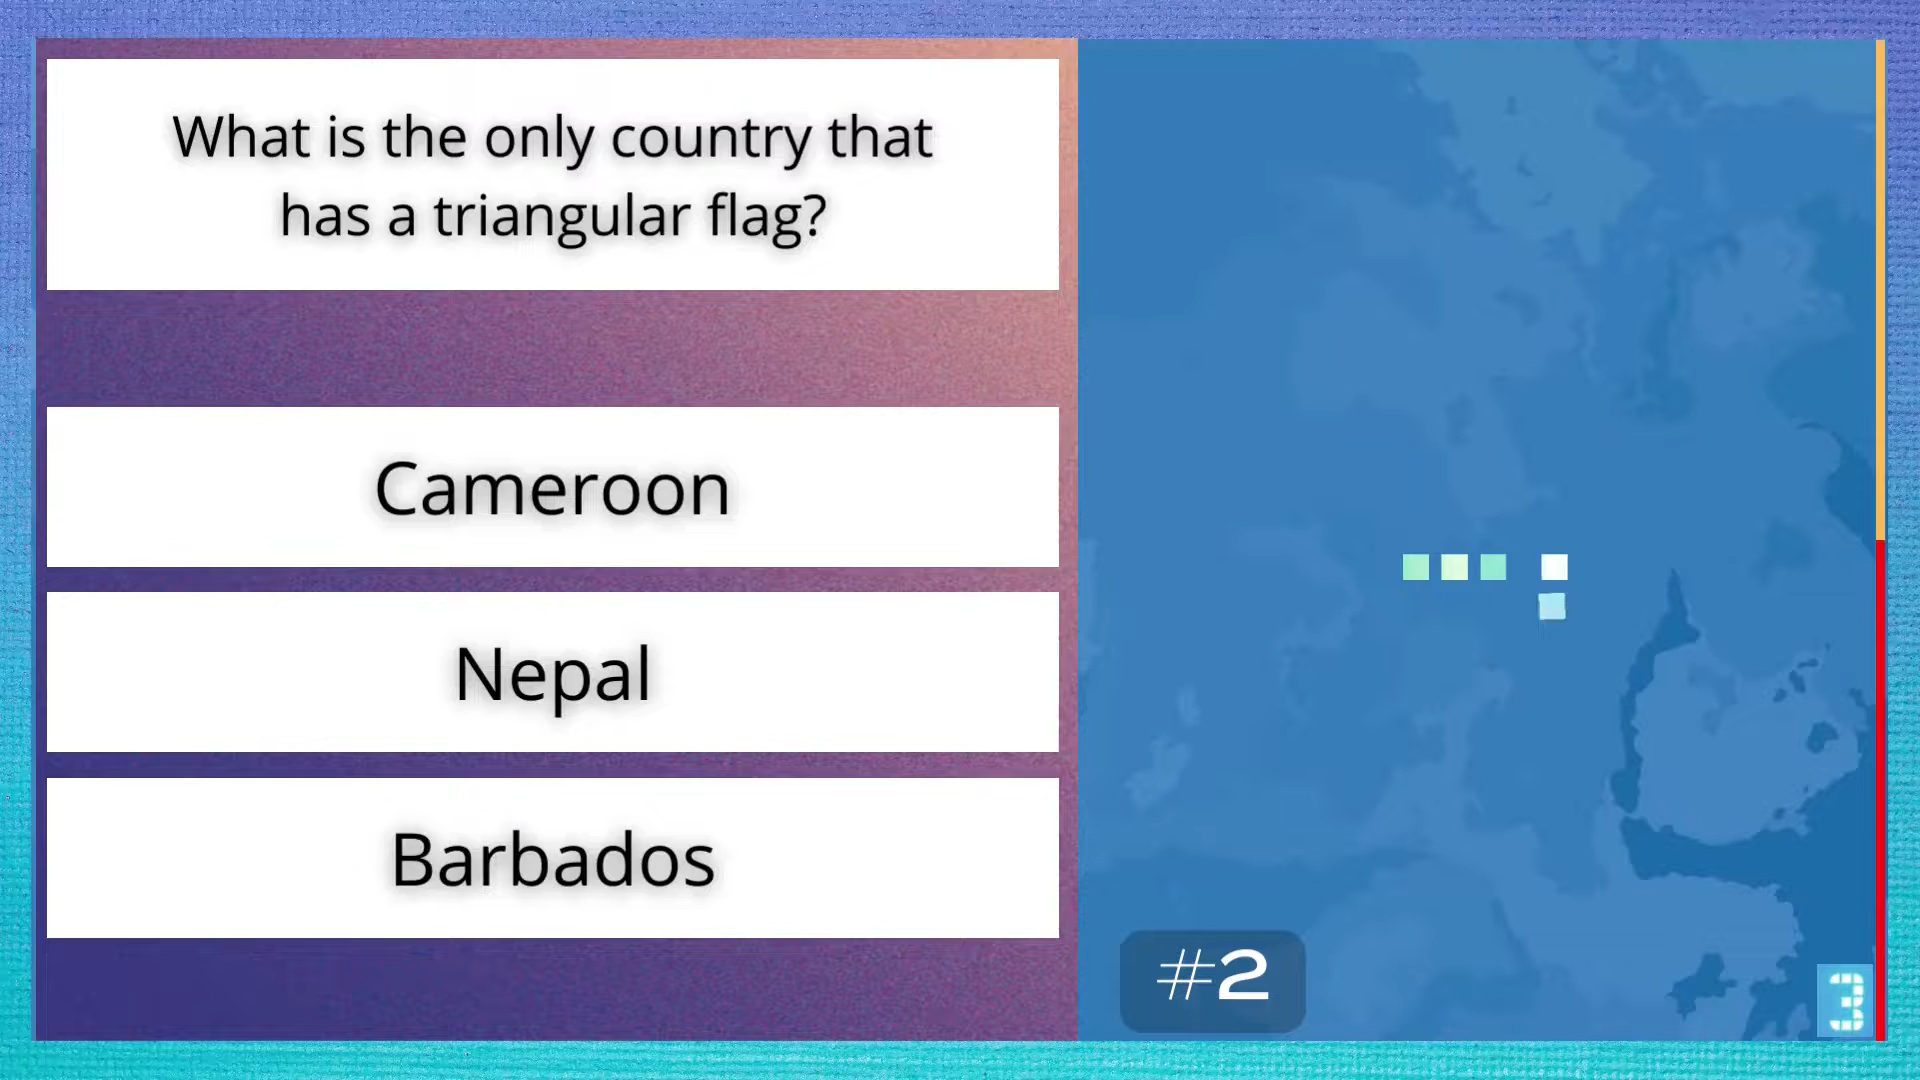 What is the only country that
has a triangular flag?
Cameroon
Nepal
Barbados
#2
3